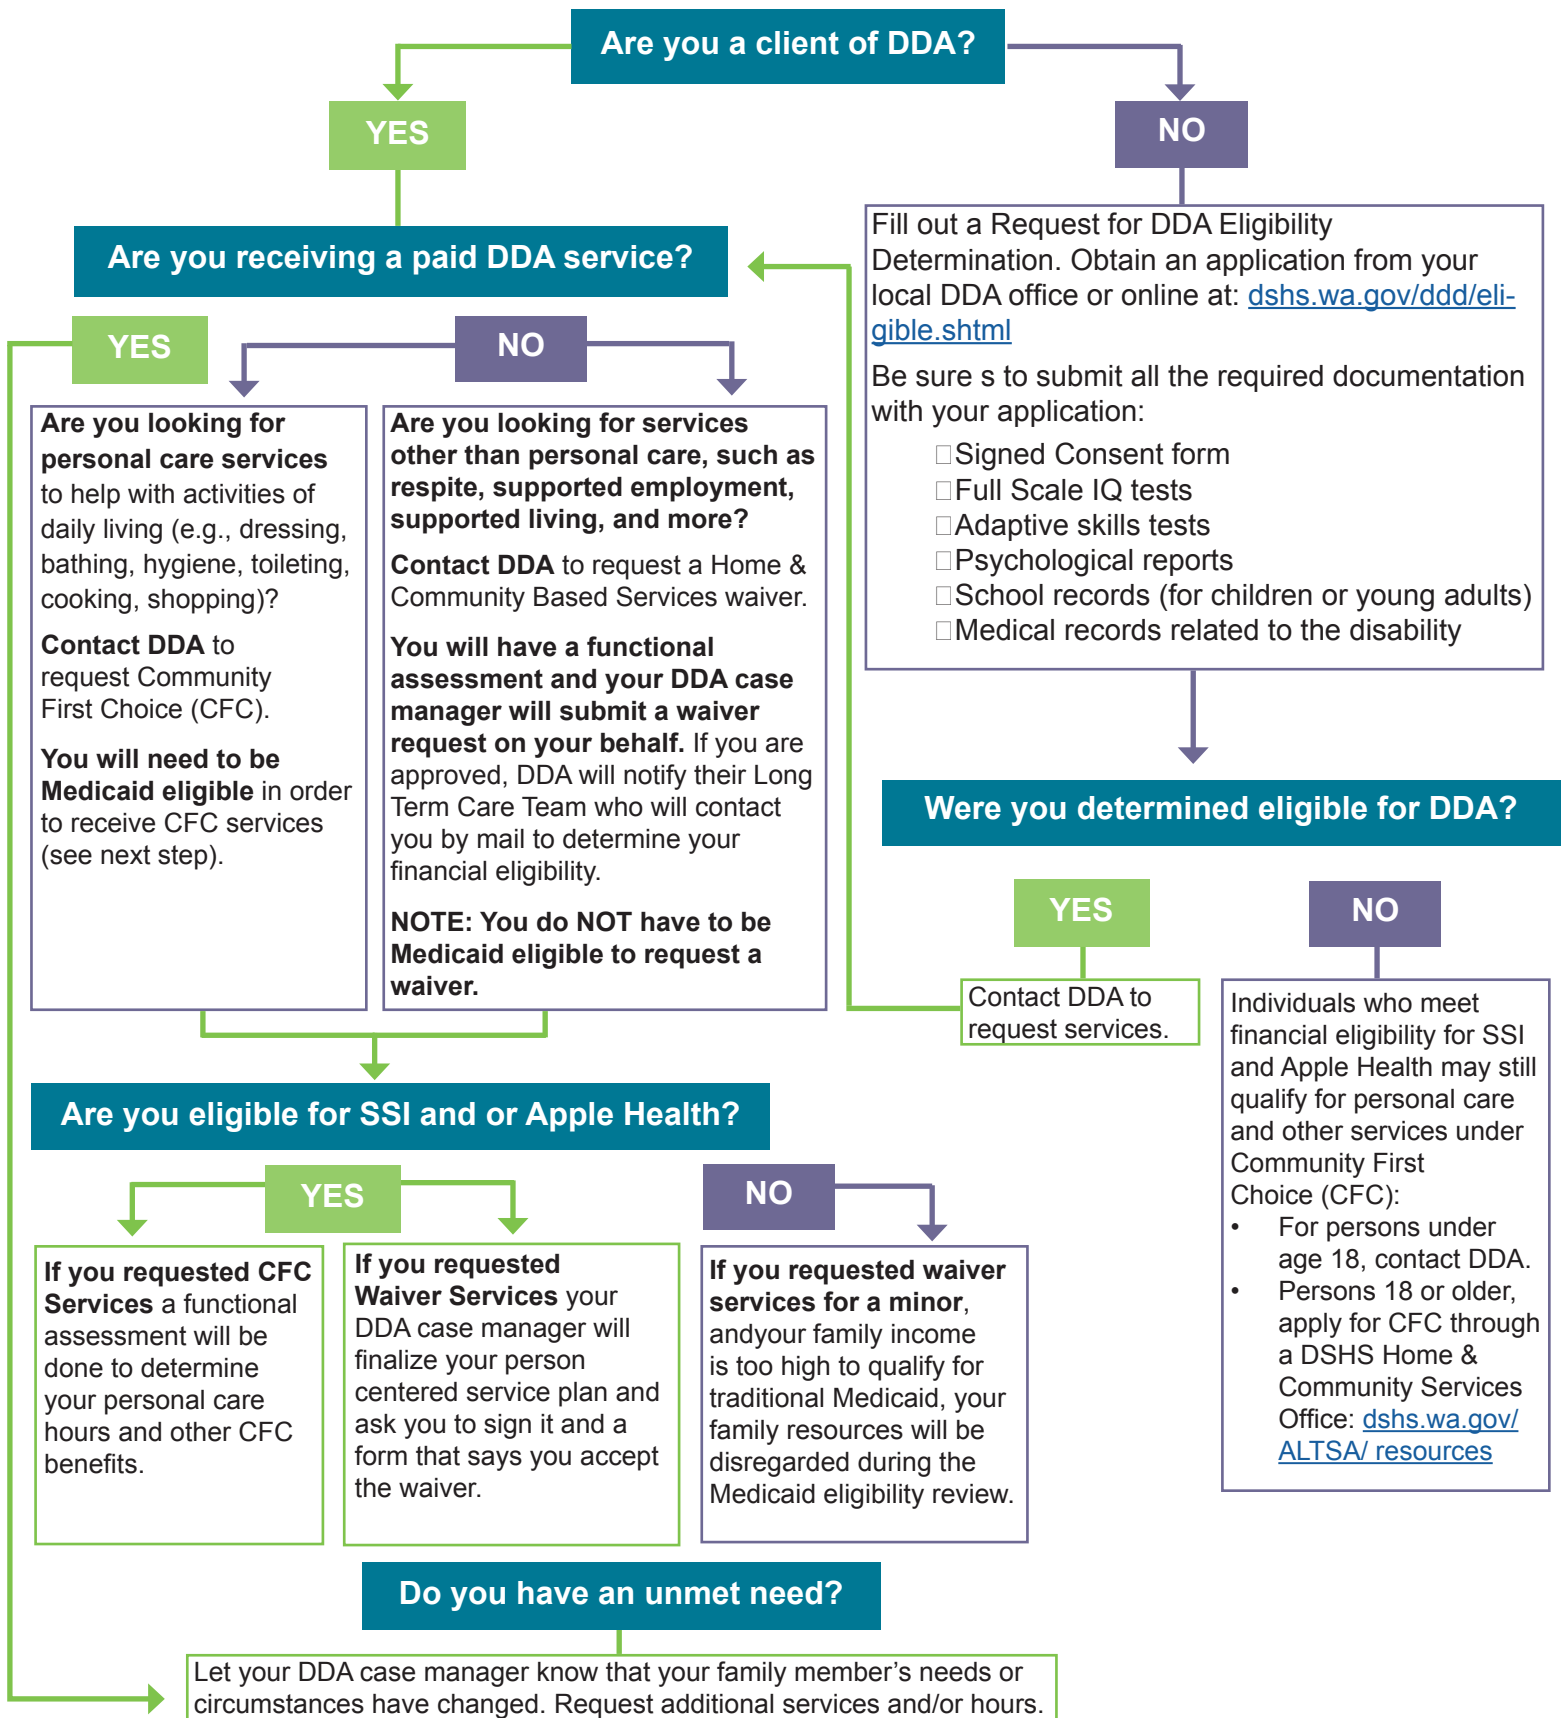 Are you a client of DDA?
YES
NO
Are you receiving a paid DDA service?
YES
NO
Are you looking for
personal care services
to help with activities of
daily living (e.g., dressing,
bathing, hygiene, toileting,
cooking, shopping)?
Contact DDA to
request Community
First Choice (CFC).
You will need to be
Medicaid eligible in order
to receive CFC services
(see next step).
Are you looking for services
other than personal care, such as
respite, supported employment,
supported living, and more?
Contact DDA to request a Home &
Community Based Services waiver.
You will have a functional
assessment and your DDA case
manager will submit a waiver
request on your behalf. If you are
approved, DDA will notify their Long
Term Care Team who will contact
you by mail to determine your
financial eligibility.
NOTE: You do NOT have to be
Medicaid eligible to request a
waiver.
Fill out a Request for DDA Eligibility
Determination. Obtain an application from your
local DDA office or online at: dshs.wa.gov/ddd/eli-
gible.shtml
Be sure s to submit all the required documentation
with your application:
□Signed Consent form
□Full Scale IQ tests
□Adaptive skills tests
□Psychological reports
□School records (for children or young adults)
□Medical records related to the disability
Were you determined eligible for DDA?
YES
NO
Contact DDA to
request services.
Individuals who meet
financial eligibility for SSI
and Apple Health may still
qualify for personal care
and other services under
Community First
Choice (CFC):
• For persons under
age 18, contact DDA.
• Persons 18 or older,
apply for CFC through
a DSHS Home &
Community Services
Office: dshs.wa.gov/
ALTSA/ resources
Are you eligible for SSI and or Apple Health?
YES
NO
If you requested CFC
Services a functional
assessment will be
done to determine
your personal care
hours and other CFC
benefits.
If you requested
Waiver Services your
DDA case manager will
finalize your person
centered service plan and
ask you to sign it and a
form that says you accept
the waiver.
If you requested waiver
services for a minor,
andyour family income
is too high to qualify for
traditional Medicaid, your
family resources will be
disregarded during the
Medicaid eligibility review.
Do you have an unmet need?
Let your DDA case manager know that your family member’s needs or
circumstances have changed. Request additional services and/or hours.